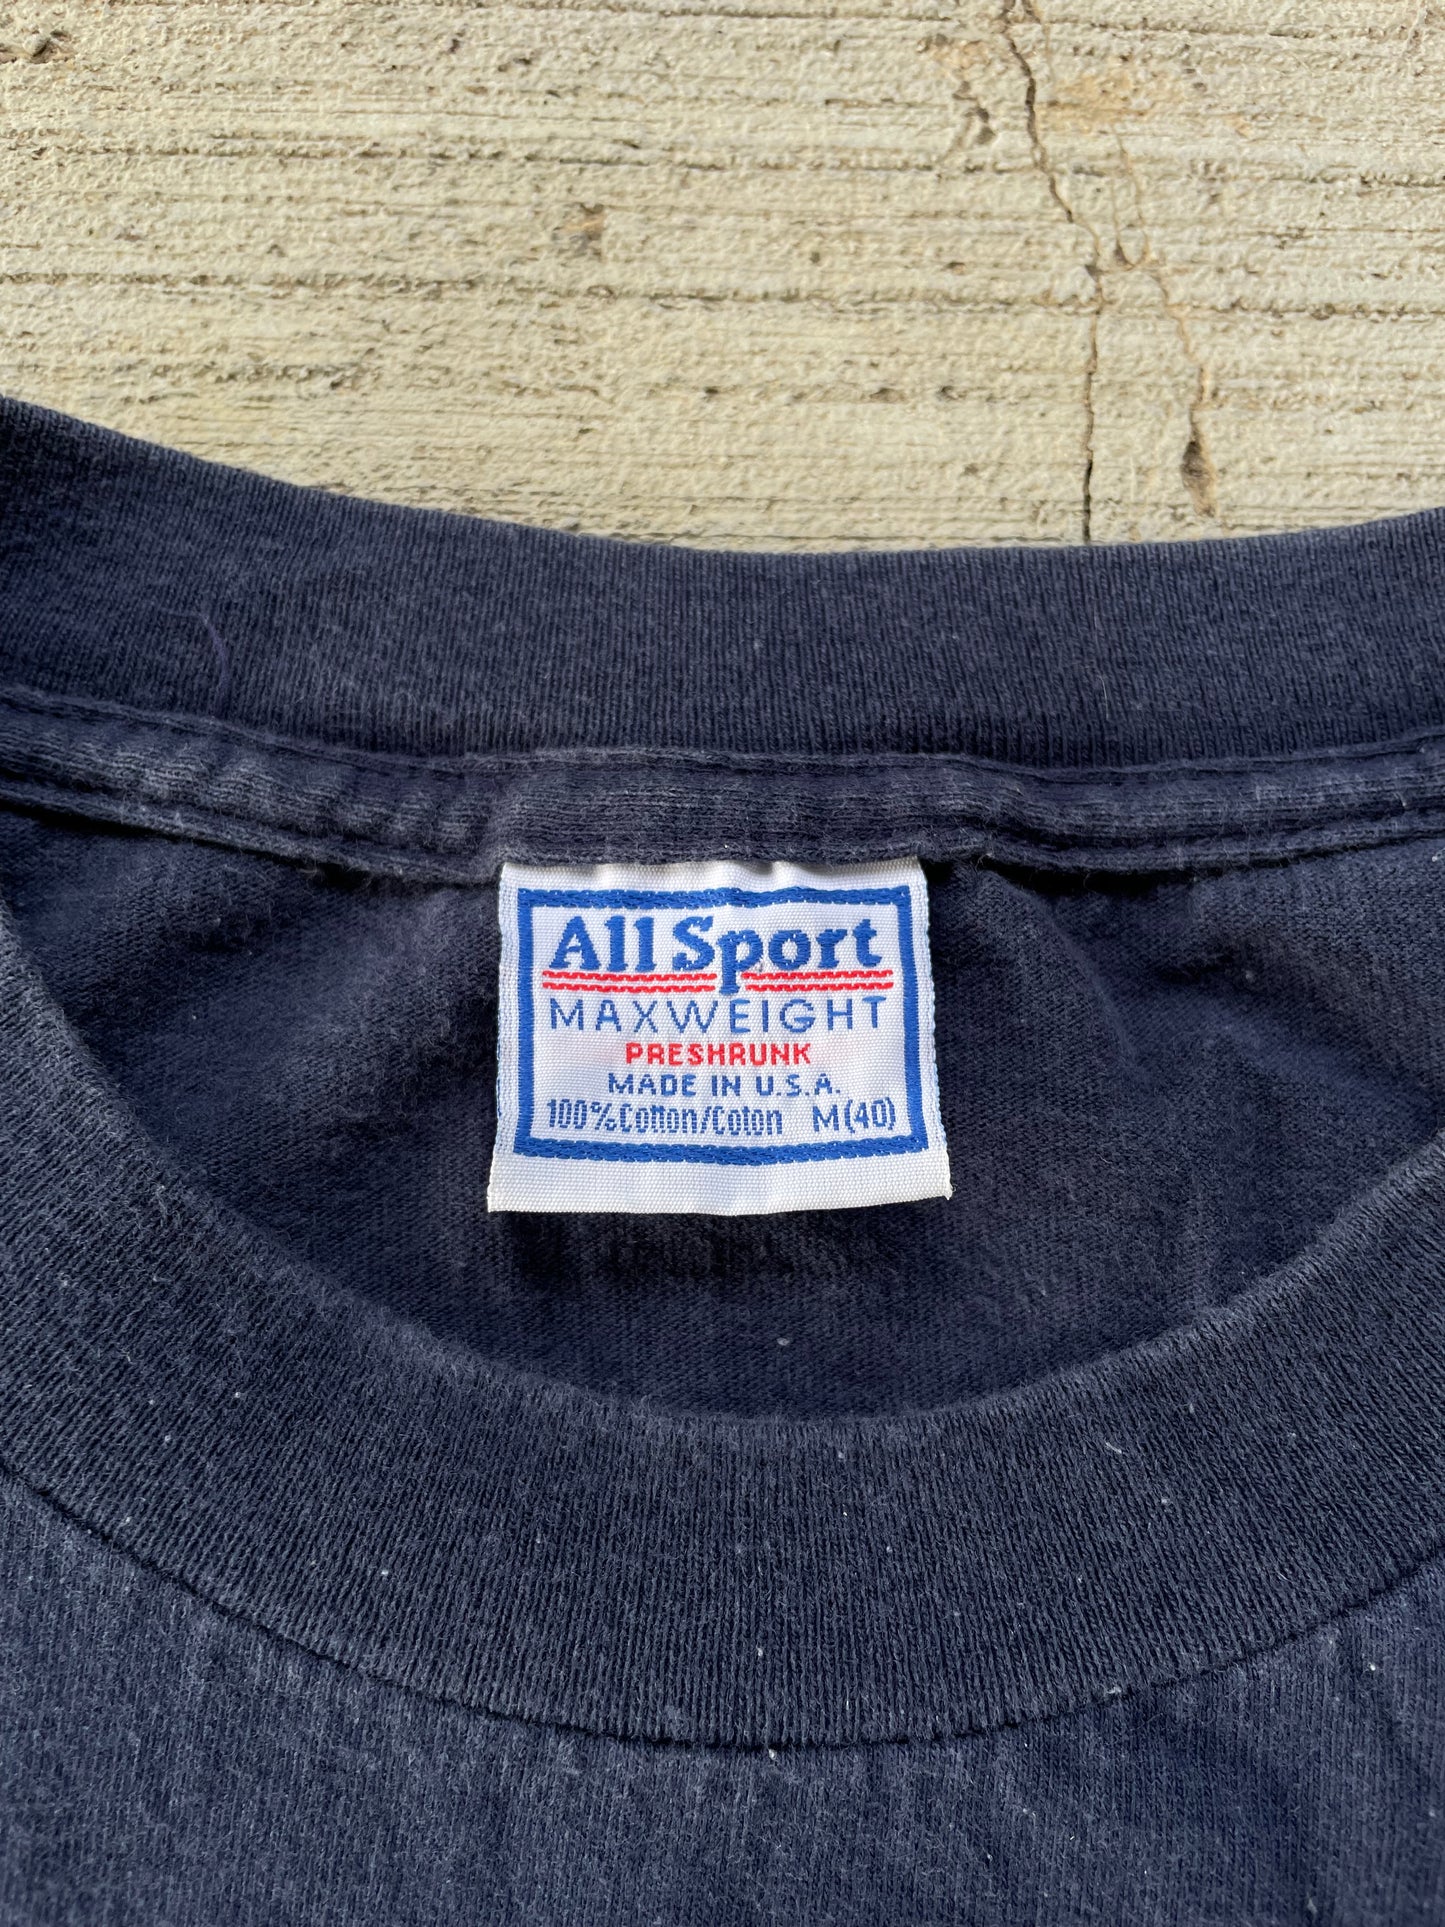 All Sport
MAXWEIGHT
PRESHRUNK
MADE IN U.S.A.
100% Cotton/Coton M(40)